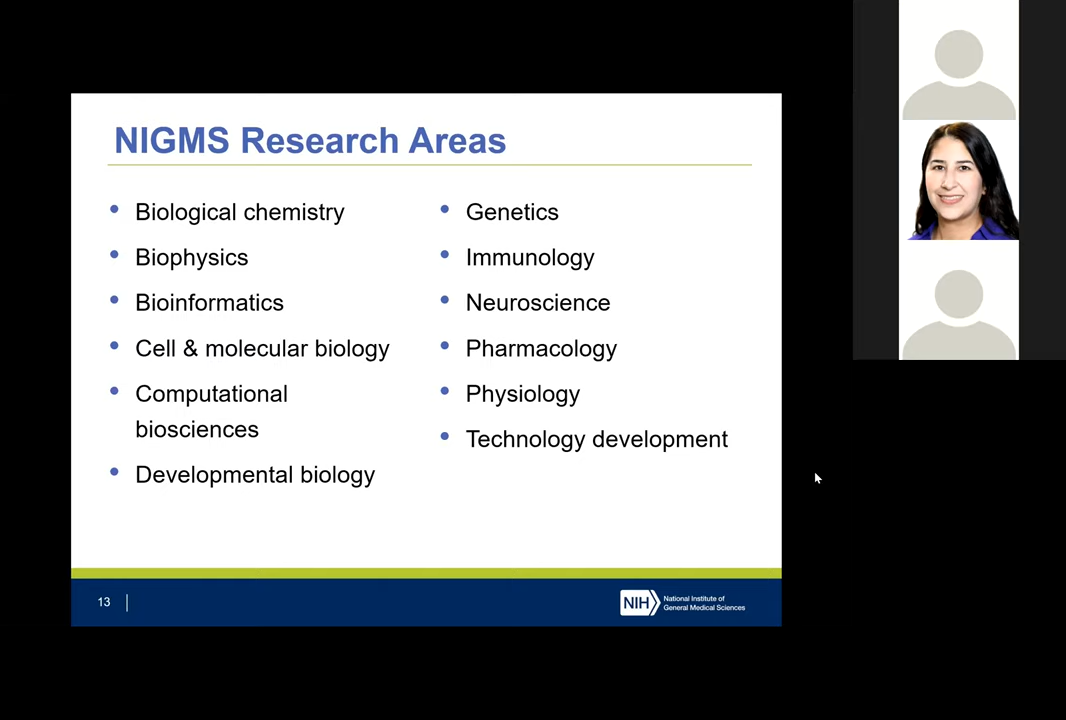 NIGMS Research Areas
Biological chemistry
Biophysics
Bioinformatics
Cell & molecular biology
Computational
biosciences
Developmental biology
Genetics
Immunology
Neuroscience
Pharmacology
Physiology
Technology development
13
NIH
National Institute of
General Medical Sciences